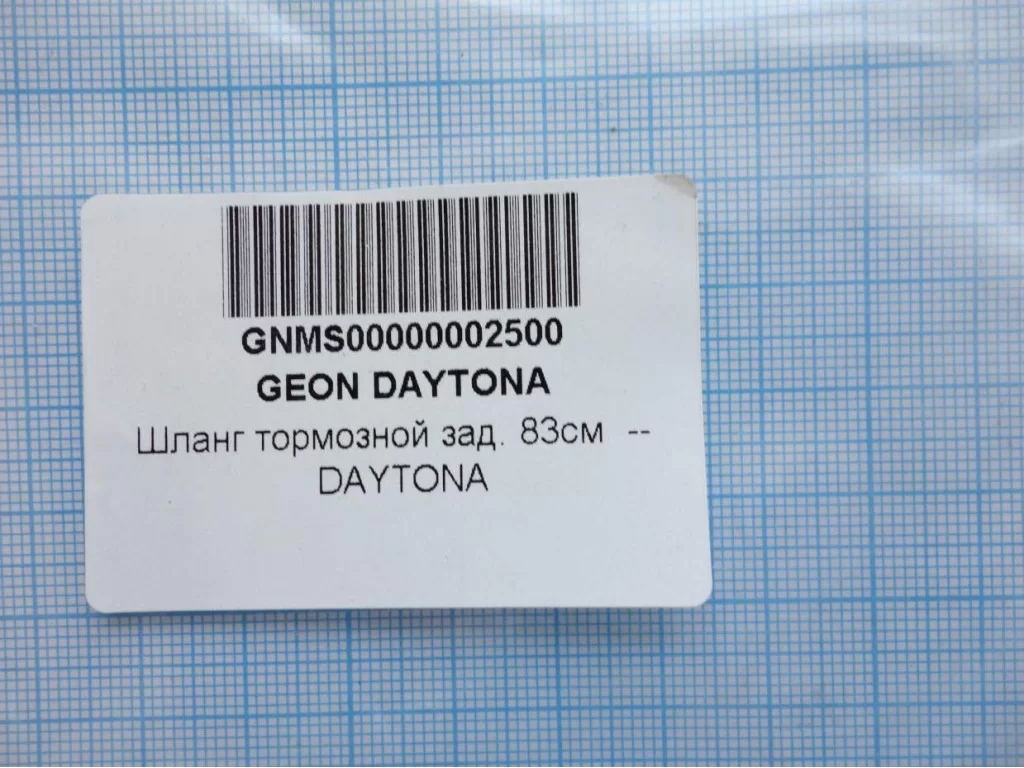 GNMS00000002500
GEON DAYTONA
Шланг тормозной зад. 83см --
DAYTONA